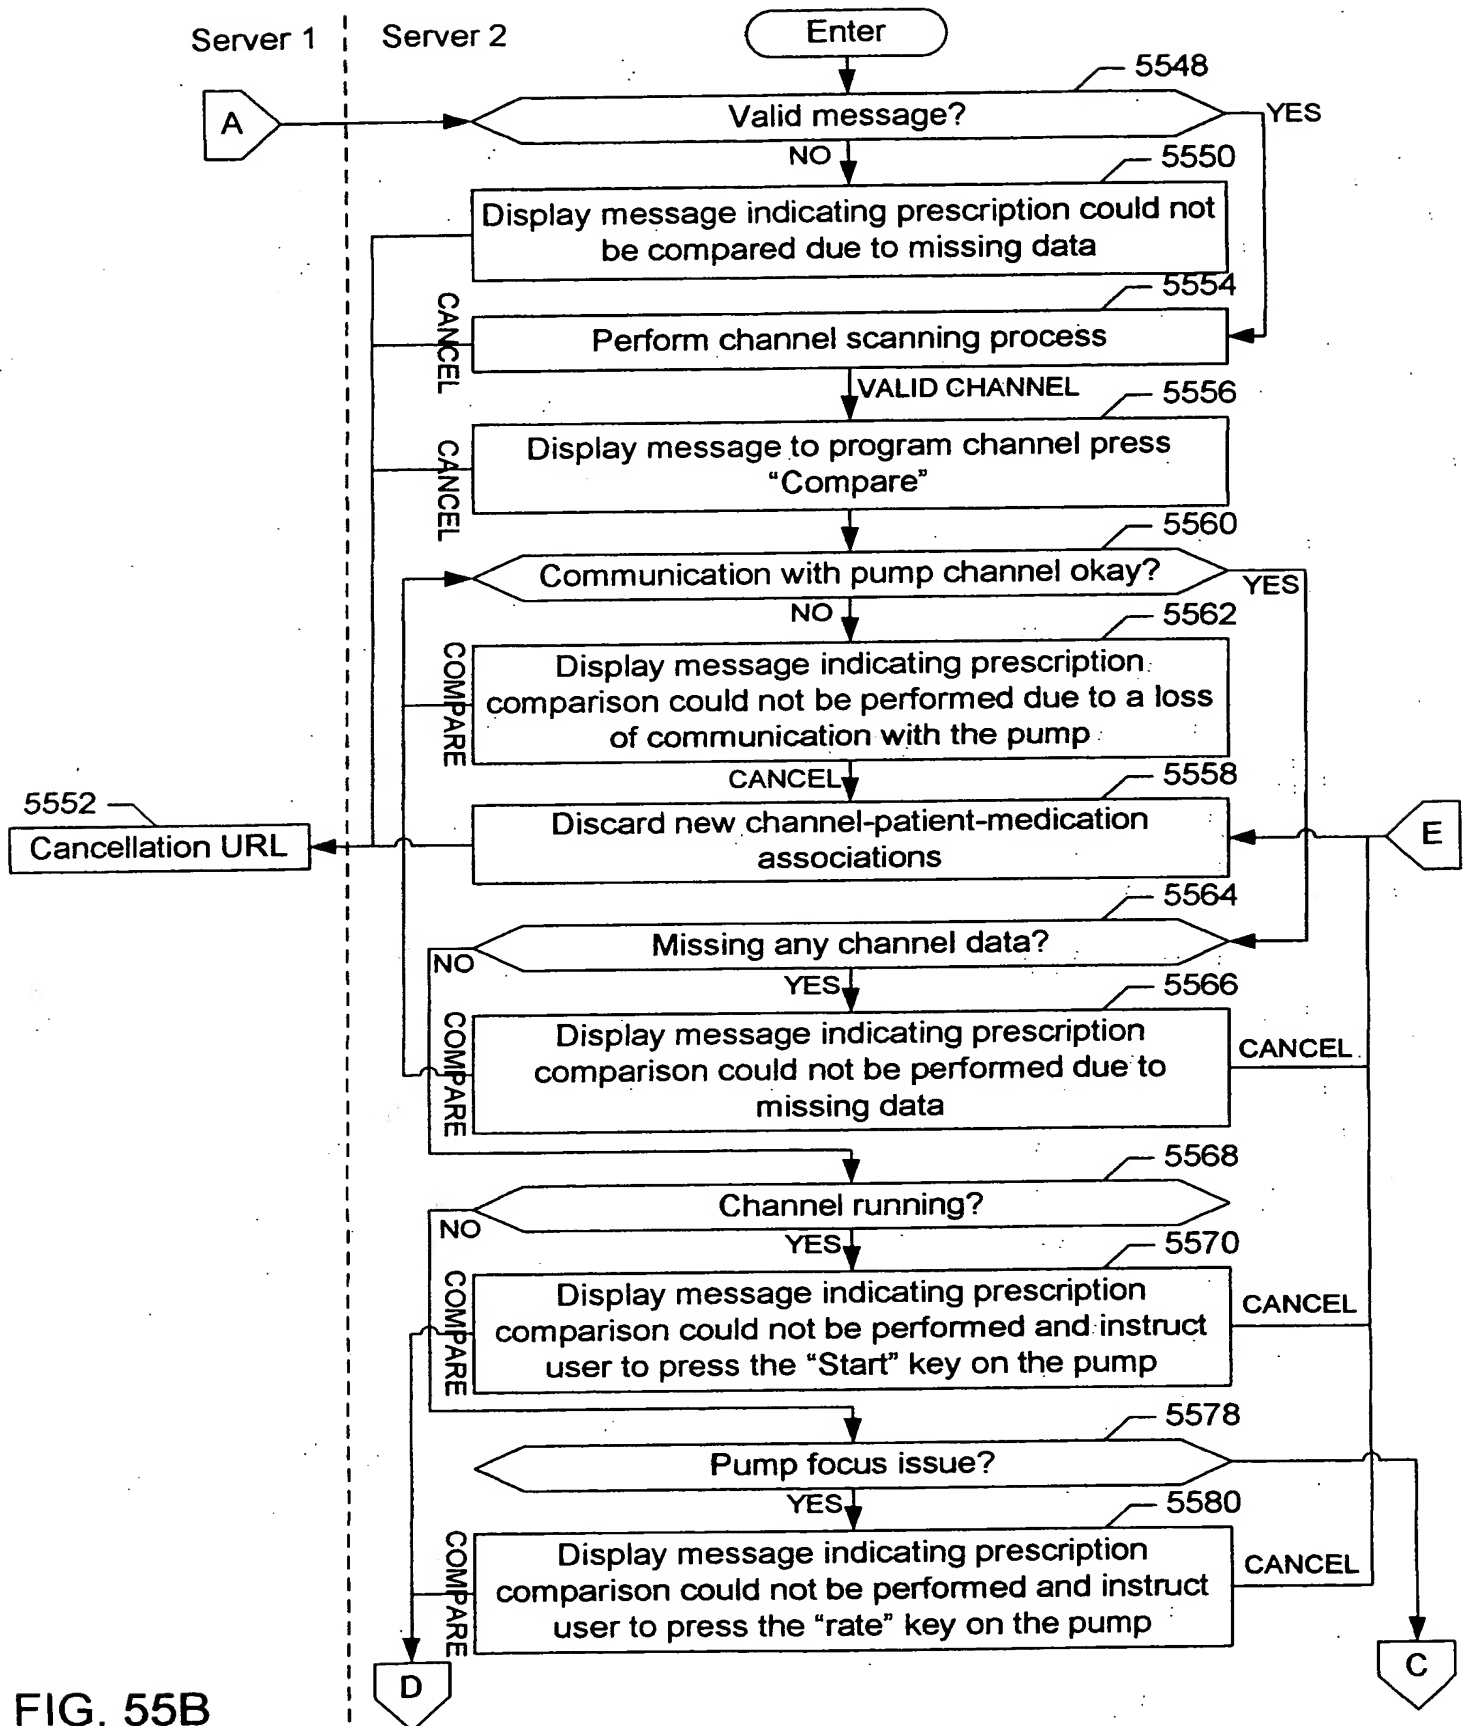 Server 1
Server 2
Enter
5548
A
Valid message?
YES
NO
5550
Display message indicating prescription could not
be compared due to missing data
5554
CANCEL
Perform channel scanning process
VALID CHANNEL
5556
CANCEL
Display message to program channel press
“Compare”
5560
Communication with pump channel okay?
YES
NO
5562
COMPARE
Display message indicating prescription
comparison could not be performed due to a loss
of communication with the pump
CANCEL
5558
5552
Cancellation URL
Discard new channel-patient-medication
associations
E
5564
Missing any channel data?
NO
YES
5566
COMPARE
Display message indicating prescription
comparison could not be performed due to
missing data
CANCEL
5568
Channel running?
NO
YES
5570
COMPARE
Display message indicating prescription
comparison could not be performed and instruct
user to press the “Start” key on the pump
CANCEL
5578
Pump focus issue?
YES
5580
COMPARE
Display message indicating prescription
comparison could not be performed and instruct
user to press the “rate” key on the pump
CANCEL
D
C
FIG. 55B